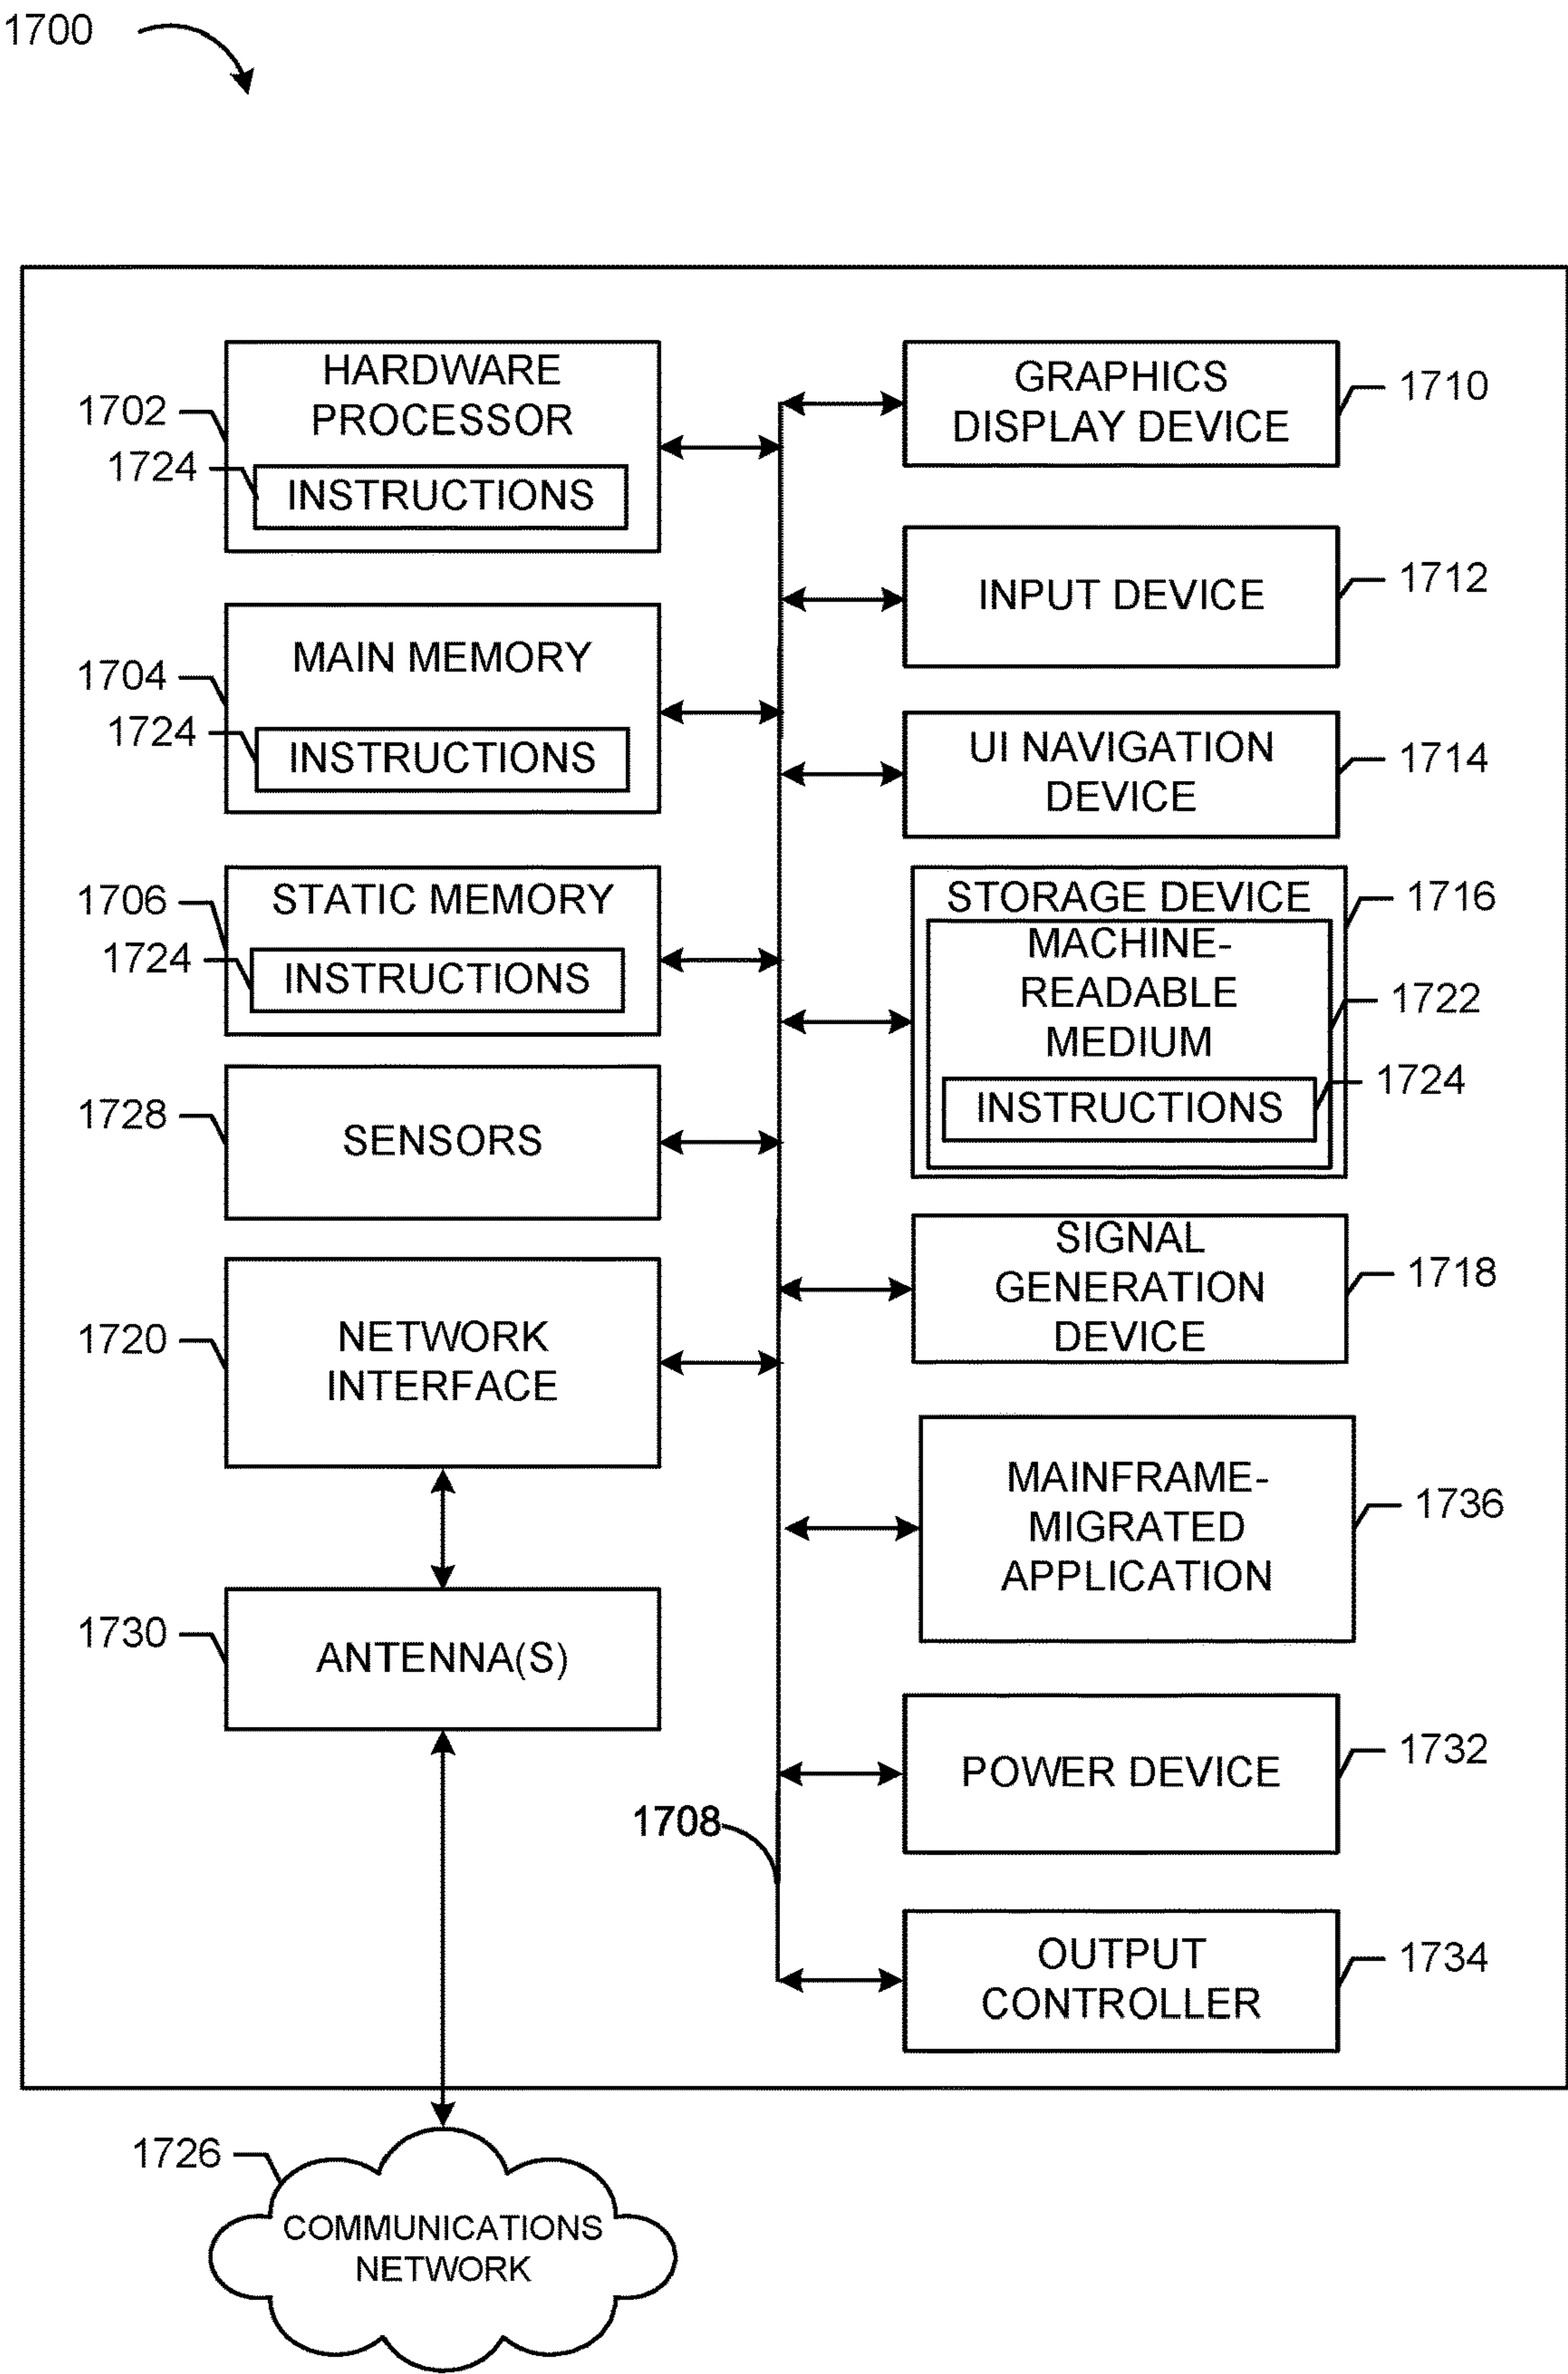 1700
HARDWARE
PROCESSOR
1702
1724
INSTRUCTIONS
MAIN MEMORY
1704
1724
INSTRUCTIONS
STATIC MEMORY
1706
1724
INSTRUCTIONS
1728
SENSORS
1720
NETWORK
INTERFACE
1730
ANTENNA(S)
1708
GRAPHICS
DISPLAY DEVICE
1710
INPUT DEVICE
1712
UI NAVIGATION
DEVICE
1714
STORAGE DEVICE
1716
MACHINE-
READABLE
MEDIUM
1722
1724
INSTRUCTIONS
SIGNAL
GENERATION
DEVICE
1718
MAINFRAME-
MIGRATED
APPLICATION
1736
POWER DEVICE
1732
OUTPUT
CONTROLLER
1734
1726
COMMUNICATIONS
NETWORK